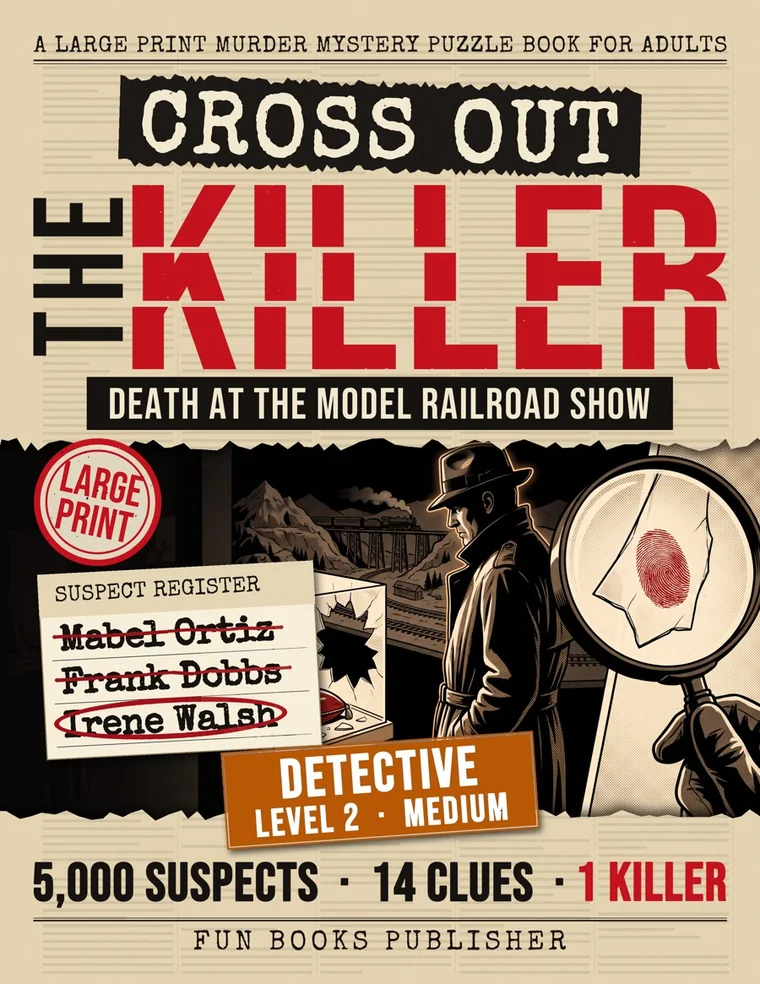 A LARGE PRINT MURDER MYSTERY PUZZLE BOOK FOR ADULTS
CROSS OUT
THE
KILLER
DEATH AT THE MODEL RAILROAD SHOW
LARGE
PRINT
SUSPECT REGISTER
Mabel Ortiz
Frank Dobbs
Irene Walsh
DETECTIVE
LEVEL 2 · MEDIUM
5,000 SUSPECTS · 14 CLUES · 1 KILLER
FUN BOOKS PUBLISHER